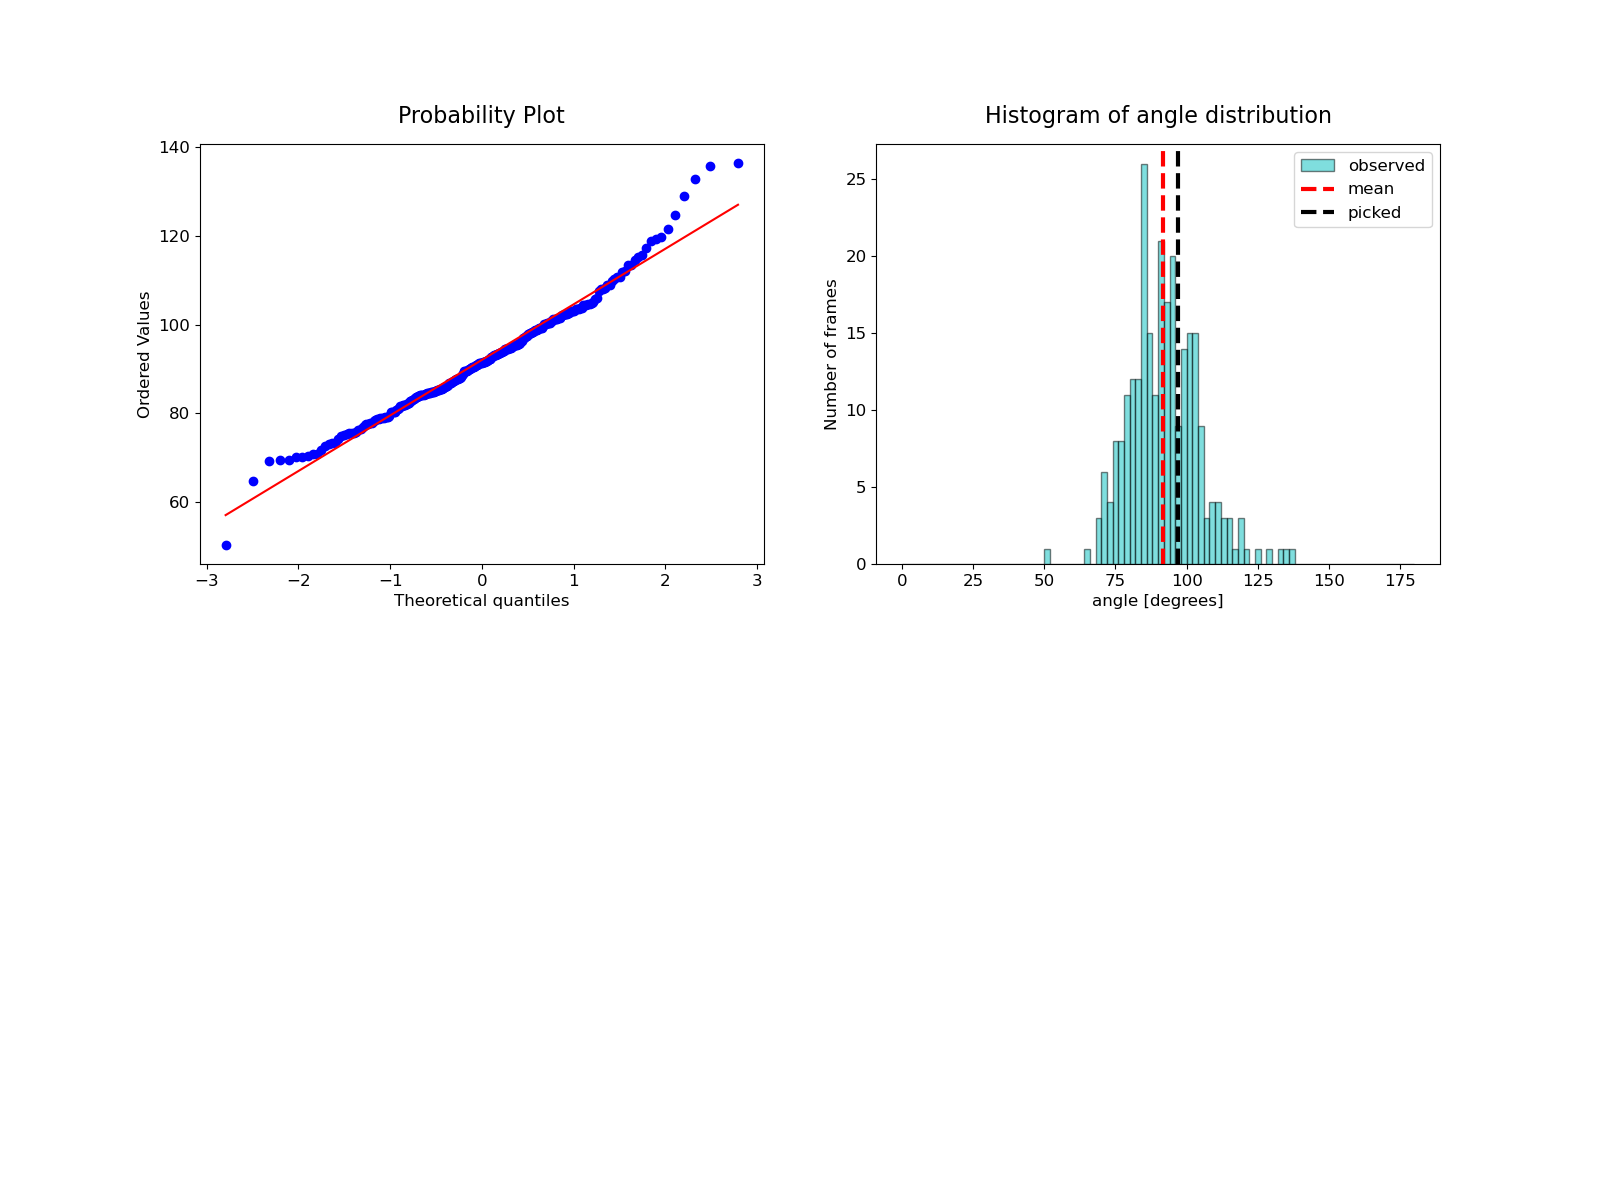 Probability Plot
140
120
100
80
60
Ordered Values
−3
−2
−1
0
1
2
3
Theoretical quantiles
Histogram of angle distribution
observed
mean
picked
25
20
15
10
5
0
Number of frames
0
25
50
75
100
125
150
175
angle [degrees]